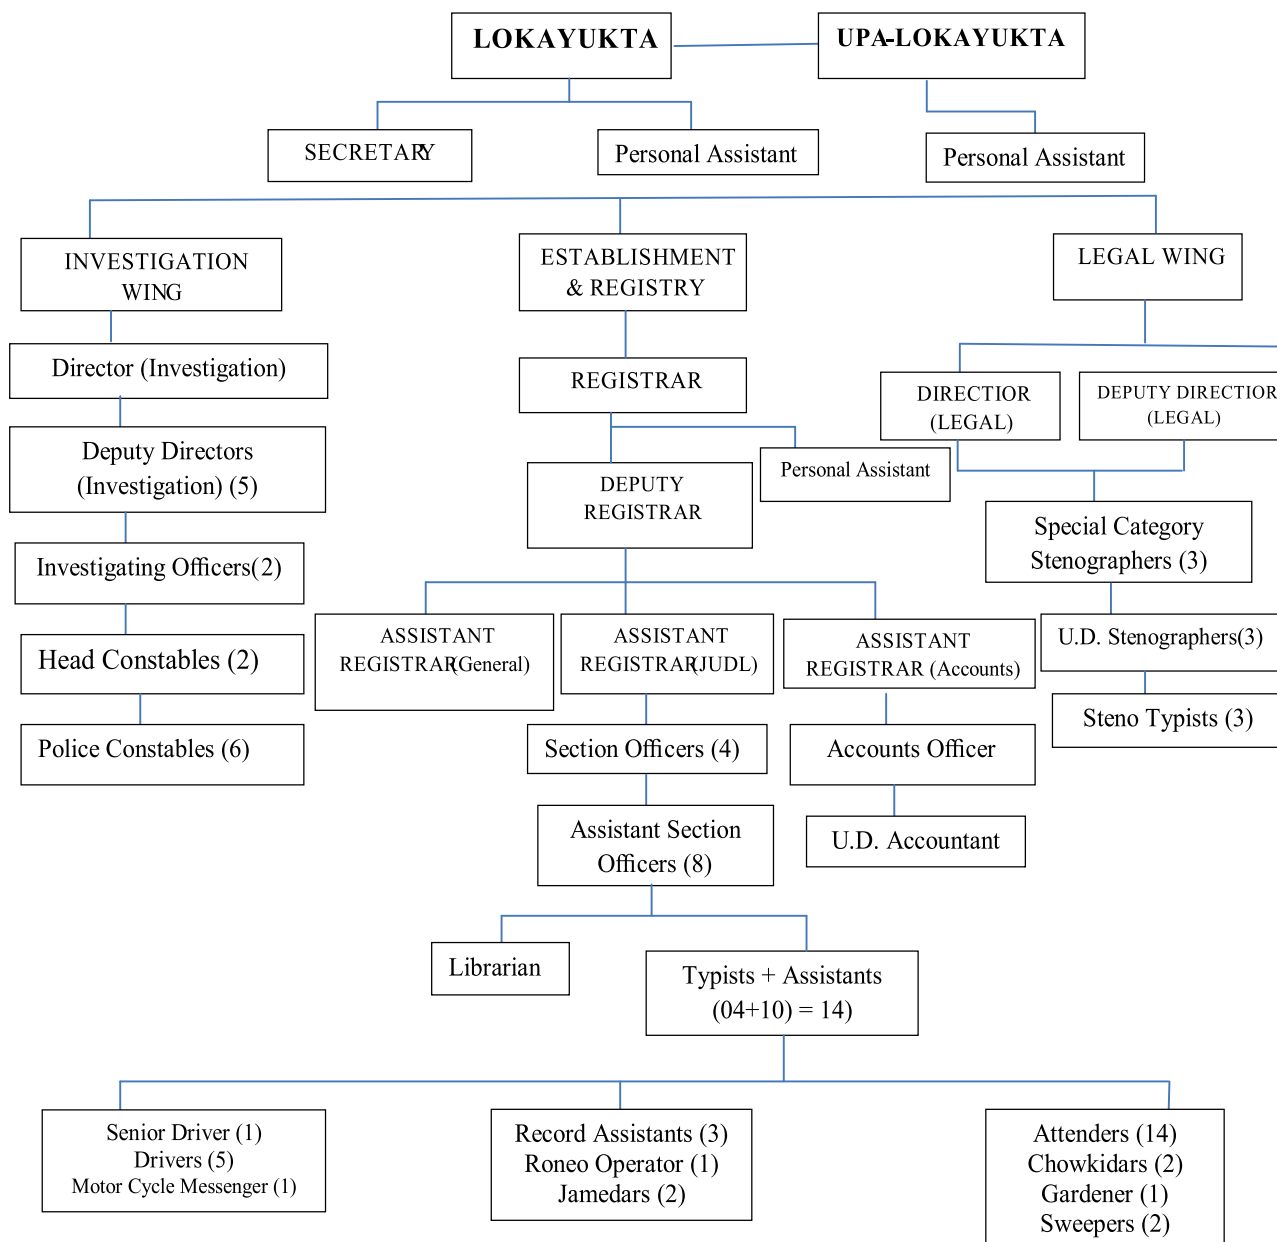 LOKAYUKTA
UPA-LOKAYUKTA
SECRETARY
Personal Assistant
Personal Assistant
INVESTIGATION
WING
ESTABLISHMENT
& REGISTRY
LEGAL WING
Director (Investigation)
REGISTRAR
DIRECTIOR
(LEGAL)
DEPUTY DIRECTIOR
(LEGAL)
Deputy Directors
(Investigation) (5)
DEPUTY
REGISTRAR
Personal Assistant
Special Category
Stenographers (3)
Investigating Officers(2)
ASSISTANT
REGISTRAR(General)
ASSISTANT
REGISTRAR(JUDL)
ASSISTANT
REGISTRAR (Accounts)
U.D. Stenographers(3)
Head Constables (2)
Steno Typists (3)
Police Constables (6)
Section Officers (4)
Accounts Officer
Assistant Section
Officers (8)
U.D. Accountant
Librarian
Typists + Assistants
(04+10) = 14)
Senior Driver (1)
Drivers (5)
Motor Cycle Messenger (1)
Record Assistants (3)
Roneo Operator (1)
Jamedars (2)
Attenders (14)
Chowkidars (2)
Gardener (1)
Sweepers (2)